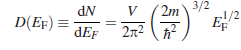 D(E_F) ≡ dN/dE_F = V/2π² (2m/ħ²)^{3/2} E_F^{1/2}